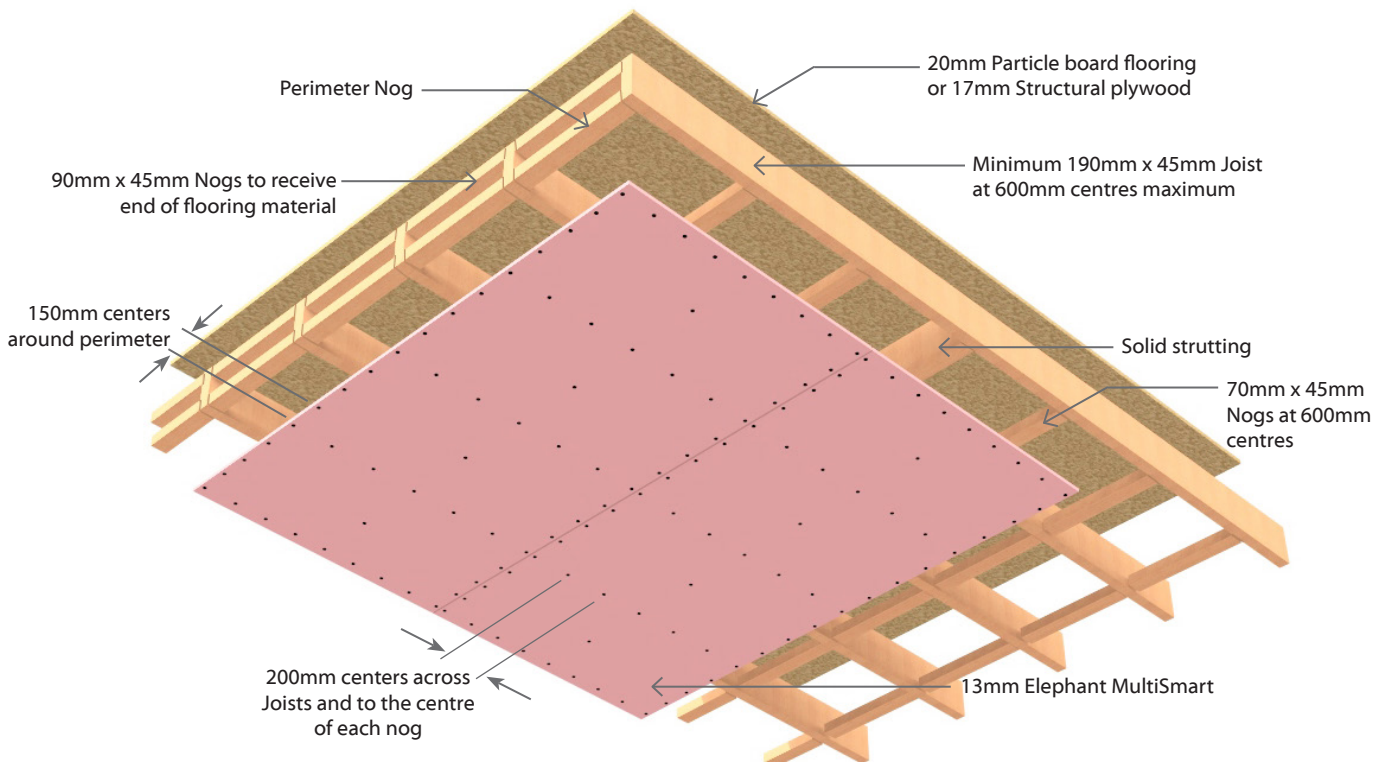 20mm Particle board flooring
or 17mm Structural plywood
Perimeter Nog
Minimum 190mm x 45mm Joist
at 600mm centres maximum
90mm x 45mm Nogs to receive
end of flooring material
150mm centers
around perimeter
Solid strutting
70mm x 45mm
Nogs at 600mm
centres
200mm centers across
Joists and to the centre
of each nog
13mm Elephant MultiSmart